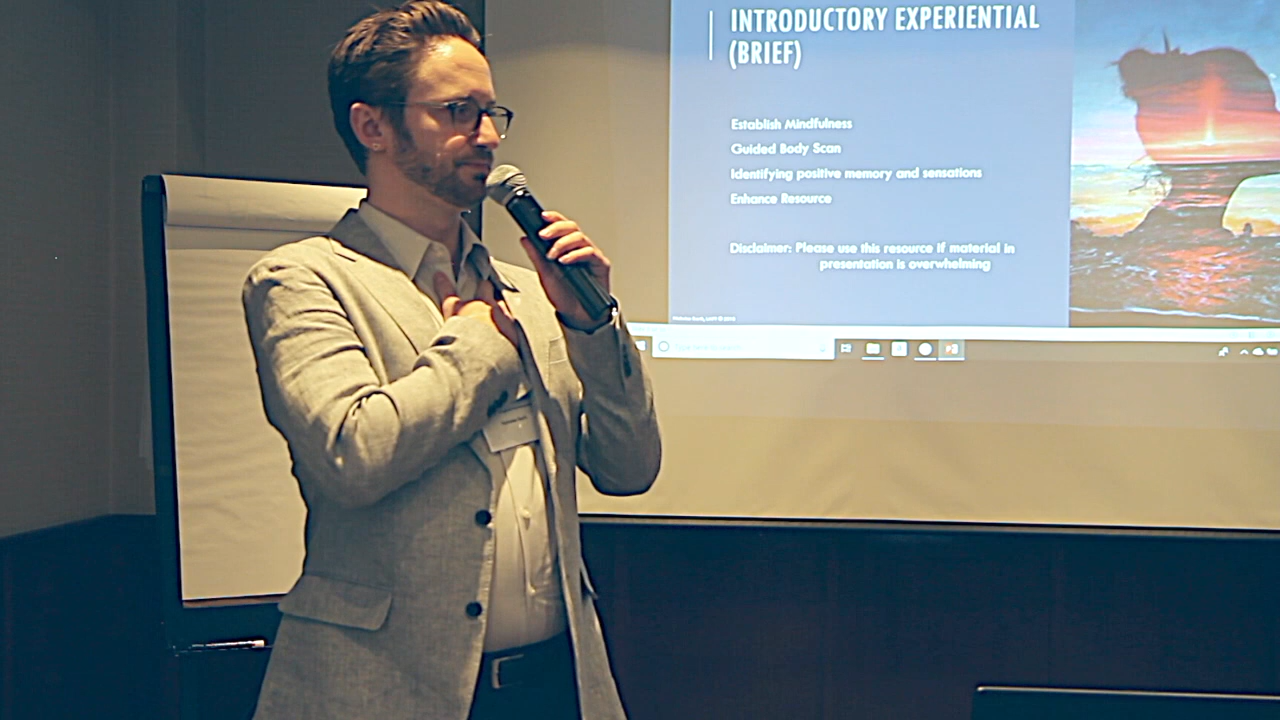 INTRODUCTORY EXPERIENTIAL
(BRIEF)
Establish Mindfulness
Guided Body Scan
Identifying positive memory and sensations
Enhance Resource
Disclaimer: Please use this resource if material in
presentation is overwhelming